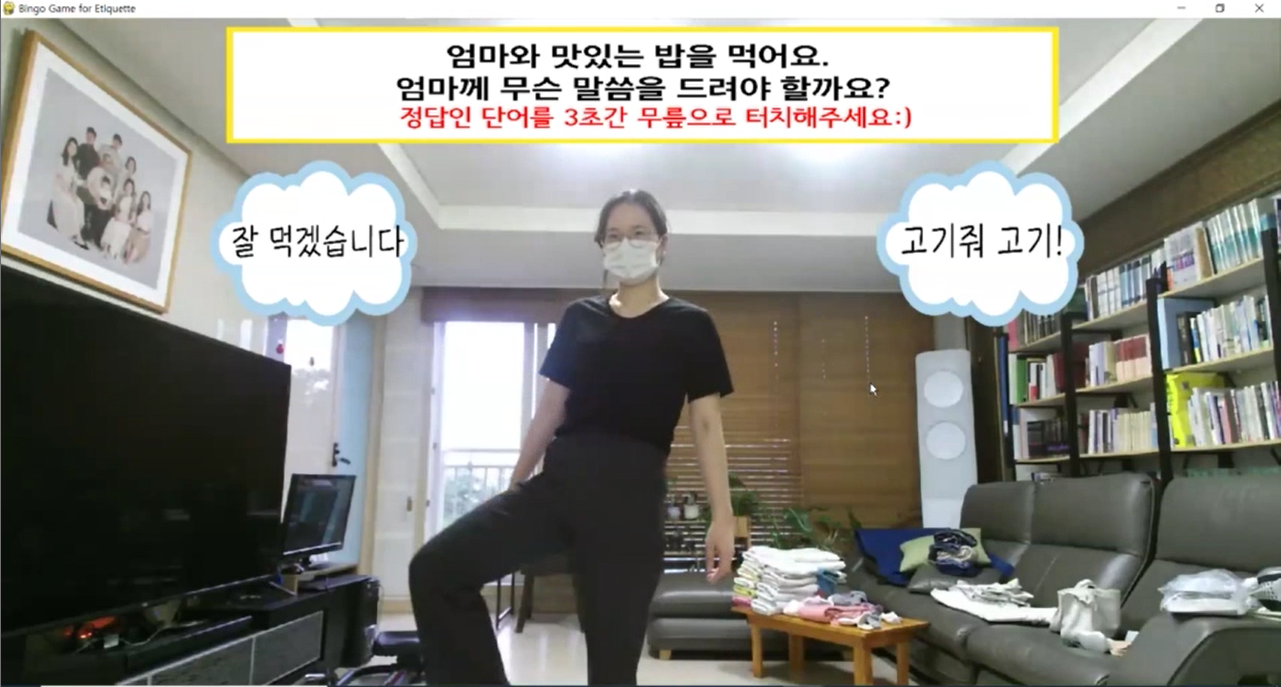 Bingo Game for Etiquette
엄마와 맛있는 밥을 먹어요.
엄마께 무슨 말씀을 드려야 할까요?
정답인 단어를 3초간 무릎으로 터치해주세요:)
잘 먹겠습니다
고기줘 고기!